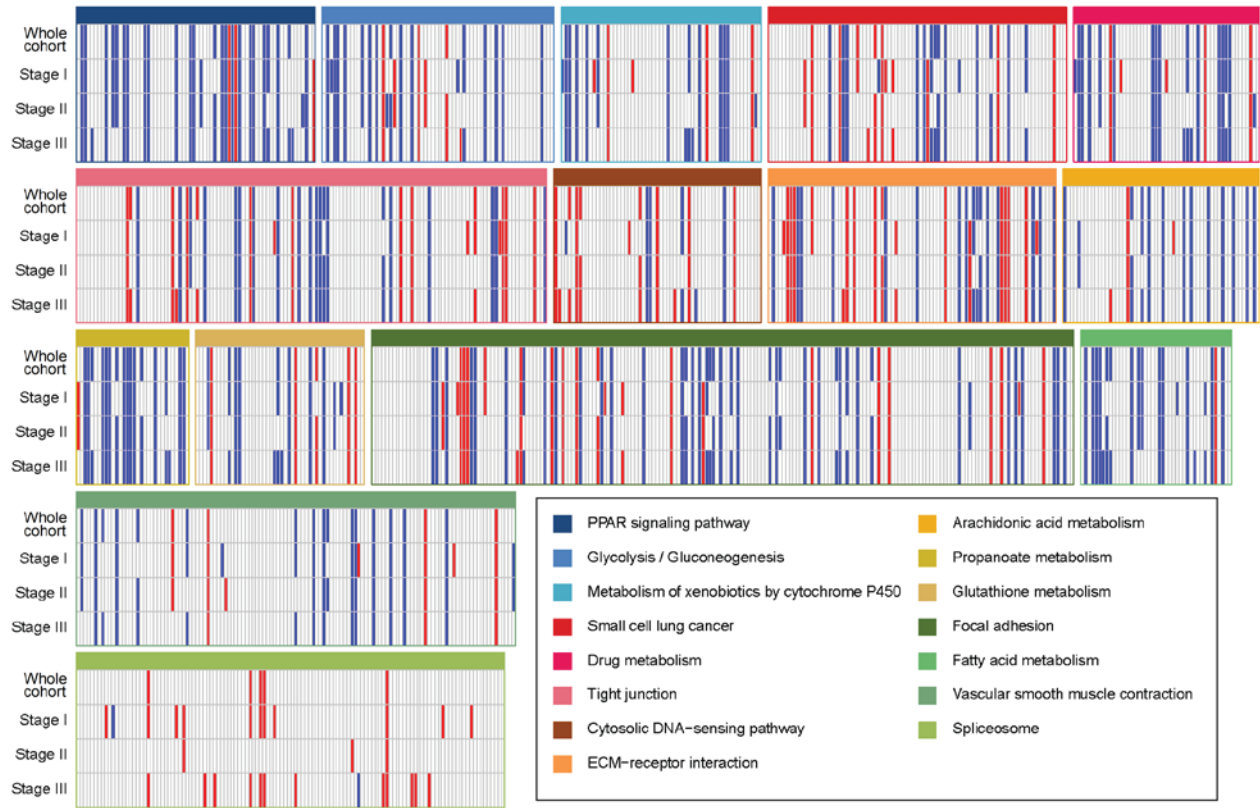 Whole
cohort
Stage I
Stage II
Stage III
Whole
cohort
Stage I
Stage II
Stage III
Whole
cohort
Stage I
Stage II
Stage III
Whole
cohort
Stage I
Stage II
Stage III
Whole
cohort
Stage I
Stage II
Stage III
PPAR signaling pathway
Glycolysis / Gluconeogenesis
Metabolism of xenobiotics by cytochrome P450
Small cell lung cancer
Drug metabolism
Tight junction
Cytosolic DNA−sensing pathway
ECM−receptor interaction
Arachidonic acid metabolism
Propanoate metabolism
Glutathione metabolism
Focal adhesion
Fatty acid metabolism
Vascular smooth muscle contraction
Spliceosome